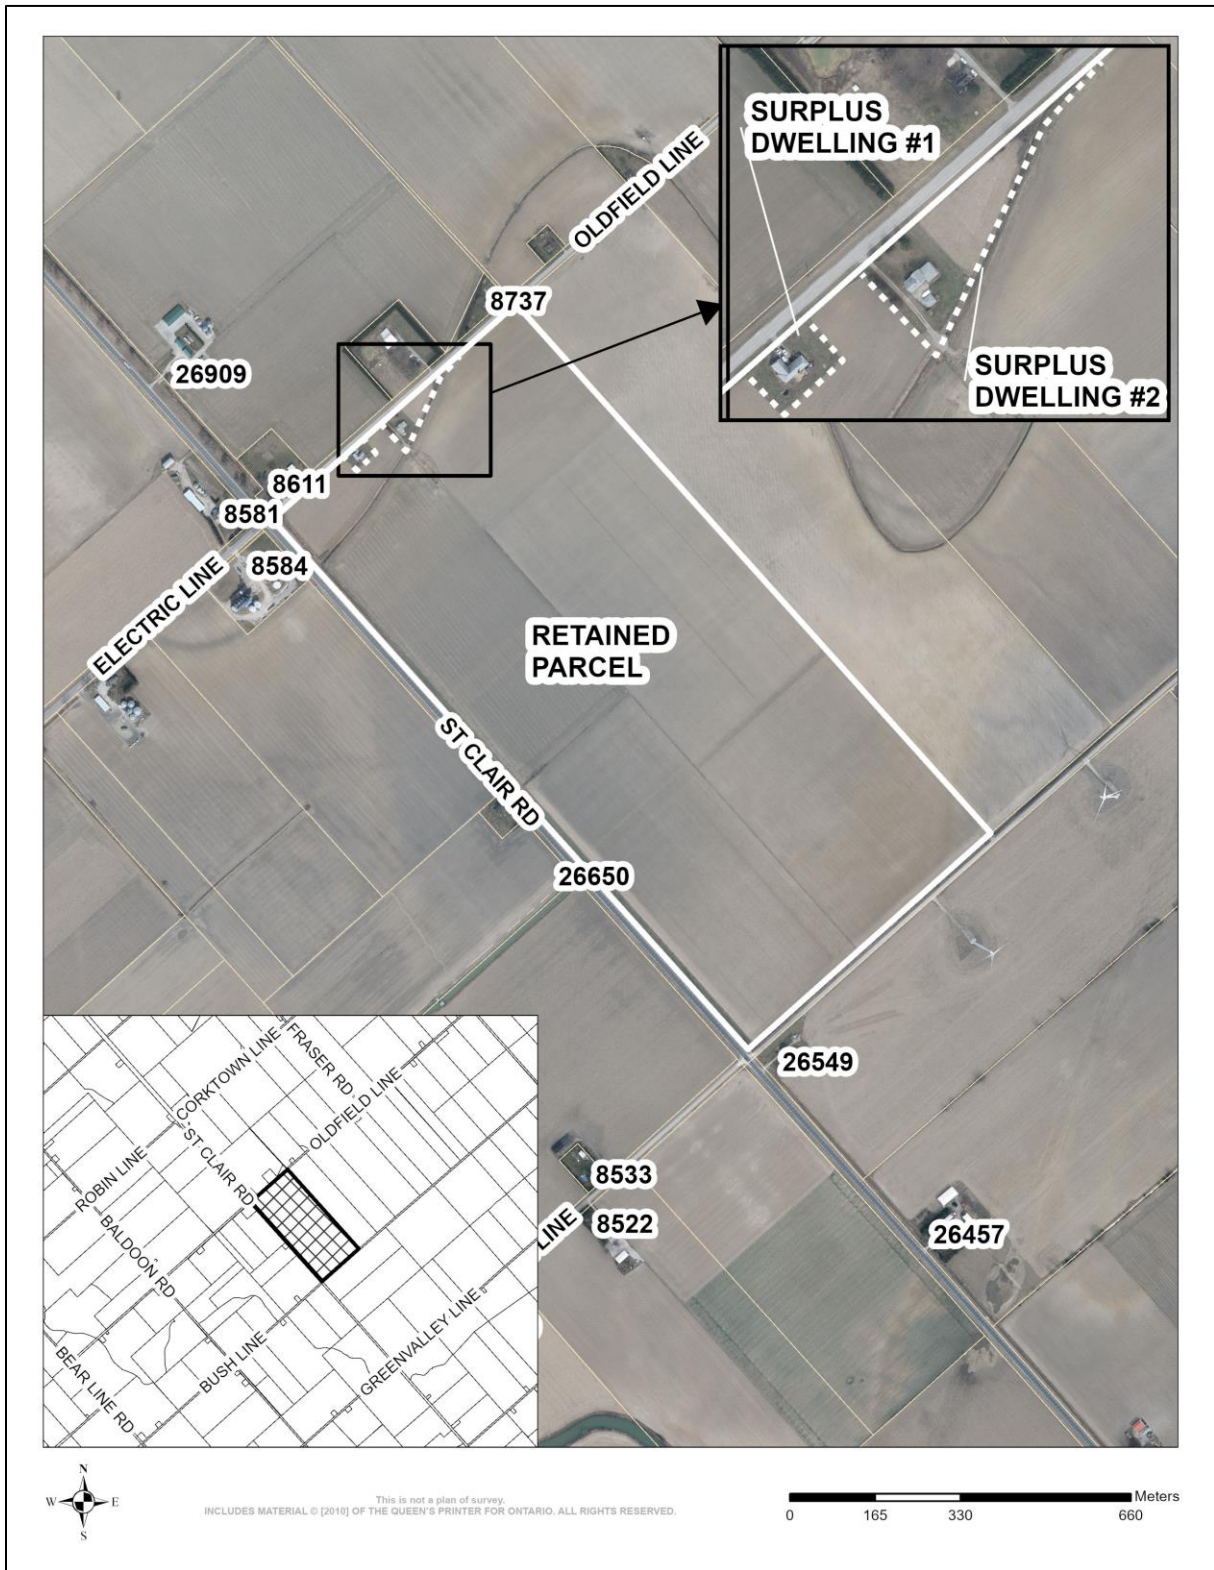 SURPLUS
DWELLING #1
SURPLUS
DWELLING #2
OLDFIELD LINE
8737
26909
8611
8581
8584
ELECTRIC LINE
RETAINED
PARCEL
ST CLAIR RD
26650
26549
8533
8522
LINE
26457
CORKTOWN LINE
FRASER RD
OLDFIELD LINE
ROBIN LINE
ST CLAIR RD
BALDOON RD
BEAR LINE RD
BUSH LINE
GREENVALLEY LINE
N
W E
S
This is not a plan of survey.
INCLUDES MATERIAL © [2010] OF THE QUEEN'S PRINTER FOR ONTARIO. ALL RIGHTS RESERVED.
Meters
0 165 330 660